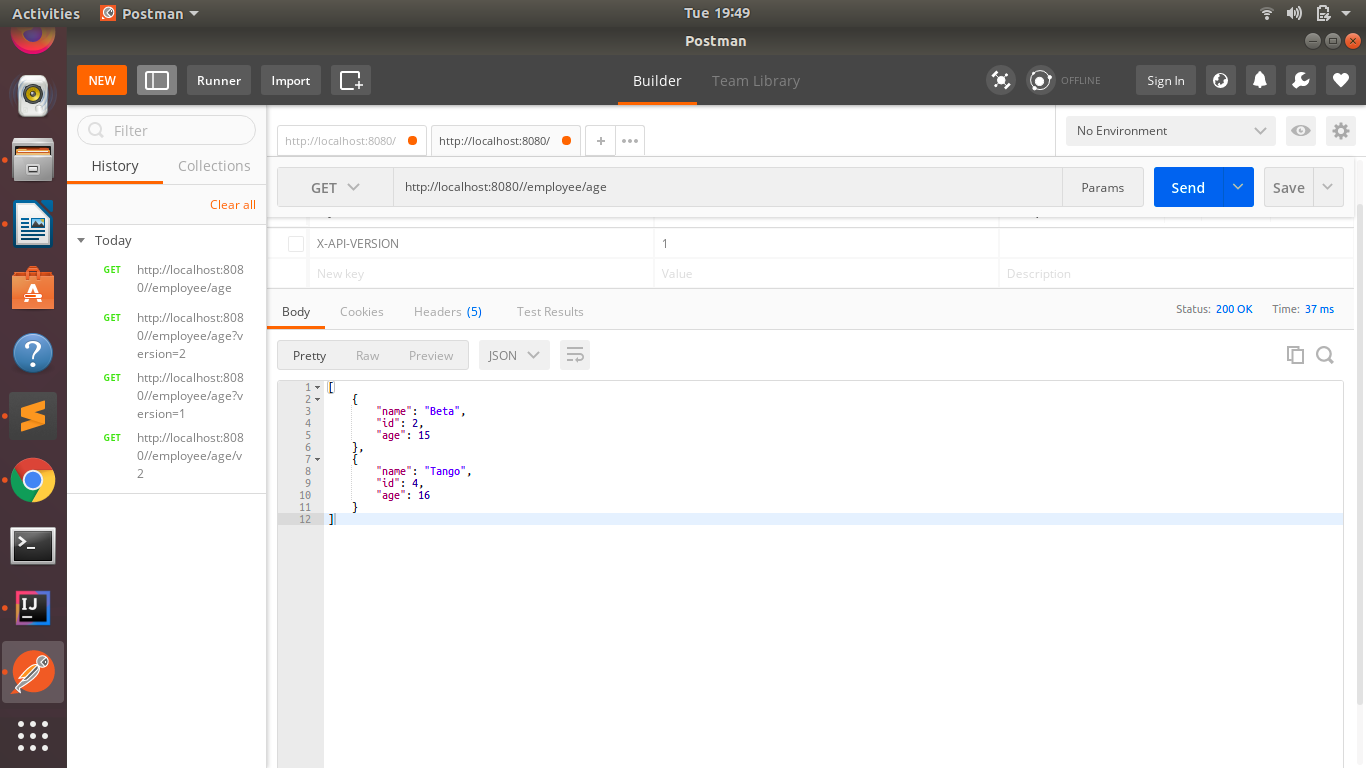 Activities
Postman
Tue 19:49
Postman
NEW
Runner
Import
Builder
Team Library
OFFLINE
Sign In
Filter
History
Collections
Clear all
Today
GET http://localhost:808
0//employee/age
GET http://localhost:808
0//employee/age?v
ersion=2
GET http://localhost:808
0//employee/age?v
ersion=1
GET http://localhost:808
0//employee/age/v
2
http://localhost:8080/
http://localhost:8080/
+
No Environment
GET
http://localhost:8080//employee/age
Params
Send
Save
X-API-VERSION 1
New key Value Description
Body Cookies Headers (5) Test Results
Status: 200 OK Time: 37 ms
Pretty Raw Preview JSON
1 [
2 {
3 "name": "Beta",
4 "id": 2,
5 "age": 15
6 },
7 {
8 "name": "Tango",
9 "id": 4,
10 "age": 16
11 }
12 ]
IJ